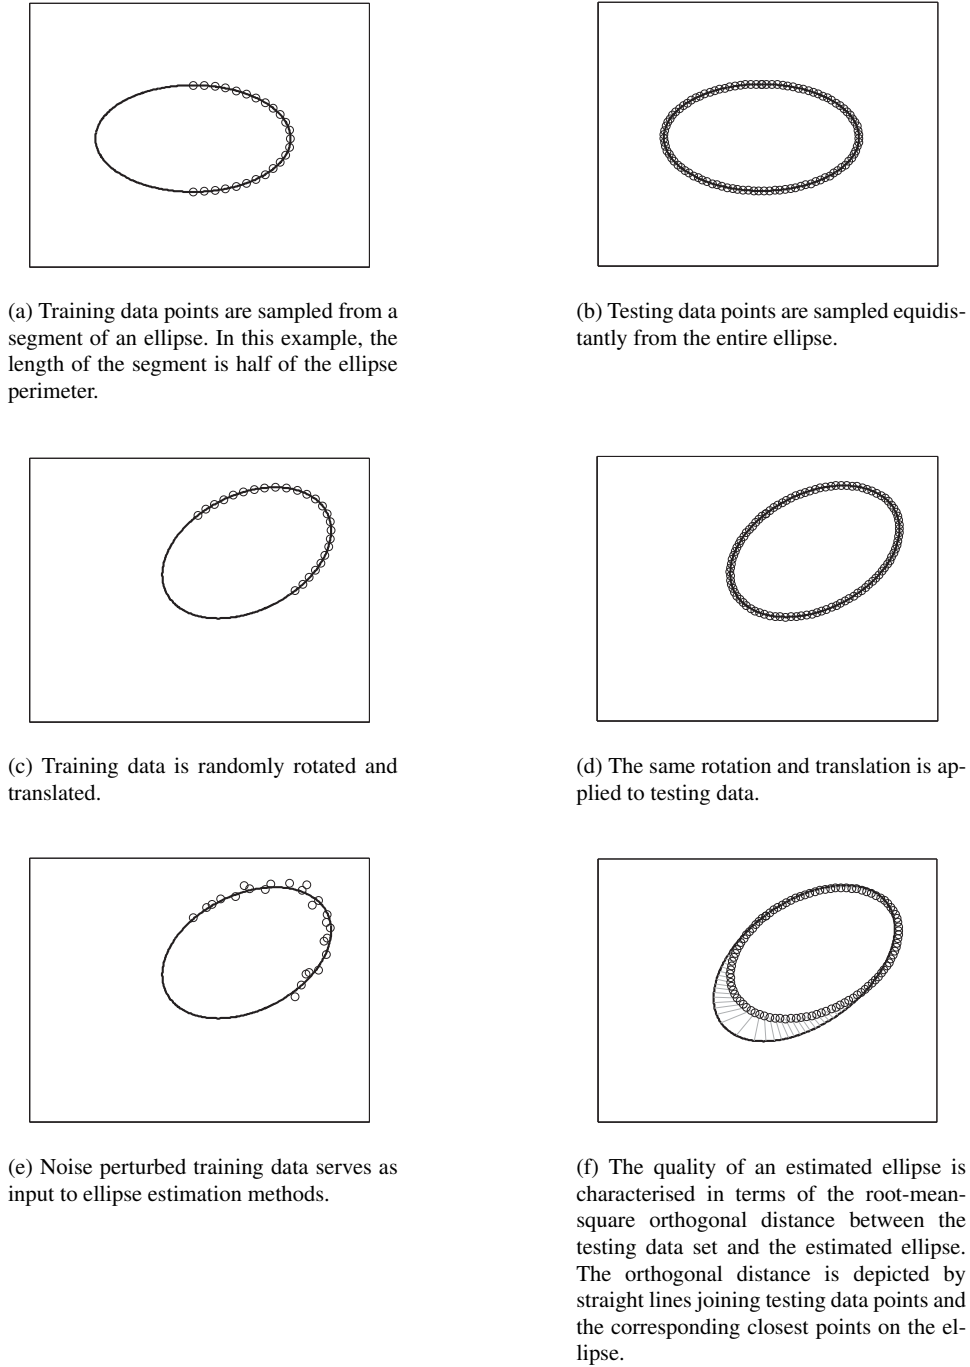 (a) Training data points are sampled from a
segment of an ellipse. In this example, the
length of the segment is half of the ellipse
perimeter.
(b) Testing data points are sampled equidis-
tantly from the entire ellipse.
(c) Training data is randomly rotated and
translated.
(d) The same rotation and translation is ap-
plied to testing data.
(e) Noise perturbed training data serves as
input to ellipse estimation methods.
(f) The quality of an estimated ellipse is
characterised in terms of the root-mean-
square orthogonal distance between the
testing data set and the estimated ellipse.
The orthogonal distance is depicted by
straight lines joining testing data points and
the corresponding closest points on the el-
lipse.